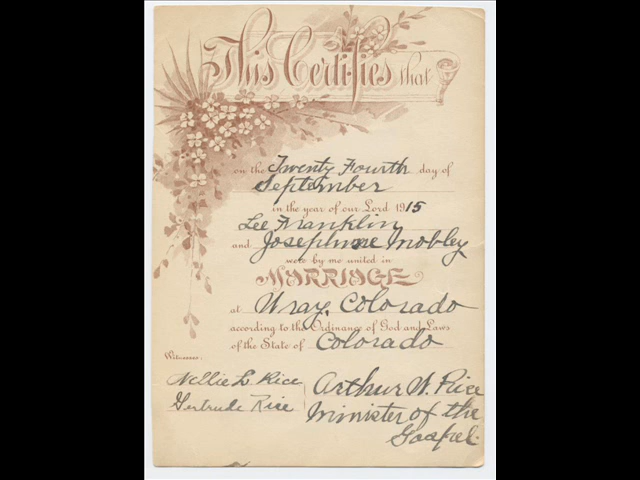 This Certifies that
on the Twenty Fourth day of
September
in the year of our Lord 1915
Lee Franklin
and Josephine Mobley
were by me united in
MARRIAGE
at Wray, Colorado
according to the Ordinance of God and Laws
of the State of Colorado
Witnesses:
Nellie L. Rice
Gertrude Rice
Arthur W. Rice
Minister of the
Gospel.